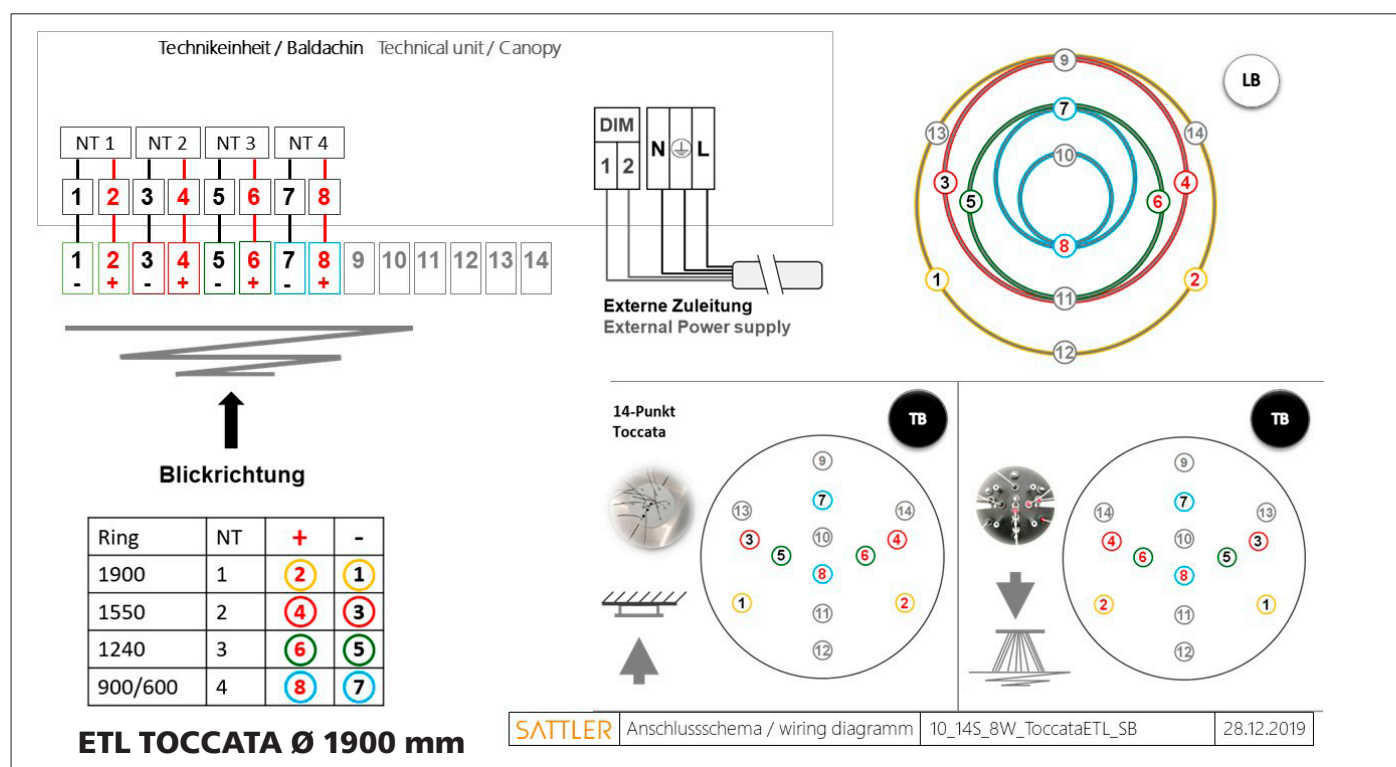 Technikeinheit / Baldachin Technical unit / Canopy
NT 1 NT 2 NT 3 NT 4
1 2 3 4 5 6 7 8
1 2 3 4 5 6 7 8 9 10 11 12 13 14
- + - + - + - +
DIM
1 2 N L
Externe Zuleitung
External Power supply
Blickrichtung
LB
9
7
13 14
10
3 4
5 6
8
1 2
11
12
Ring NT + -
1900 1 2 1
1550 2 4 3
1240 3 6 5
900/600 4 8 7
ETL TOCCATA Ø 1900 mm
14-Punkt
Toccata
TB
9
7
13 14
3 10 4
5 6
8
1 2
11
12
TB
9
7
14 13
4 10 3
6 5
8
2 1
11
12
SATTLER Anschlussschema / wiring diagramm 10_14S_8W_ToccataETL_SB 28.12.2019